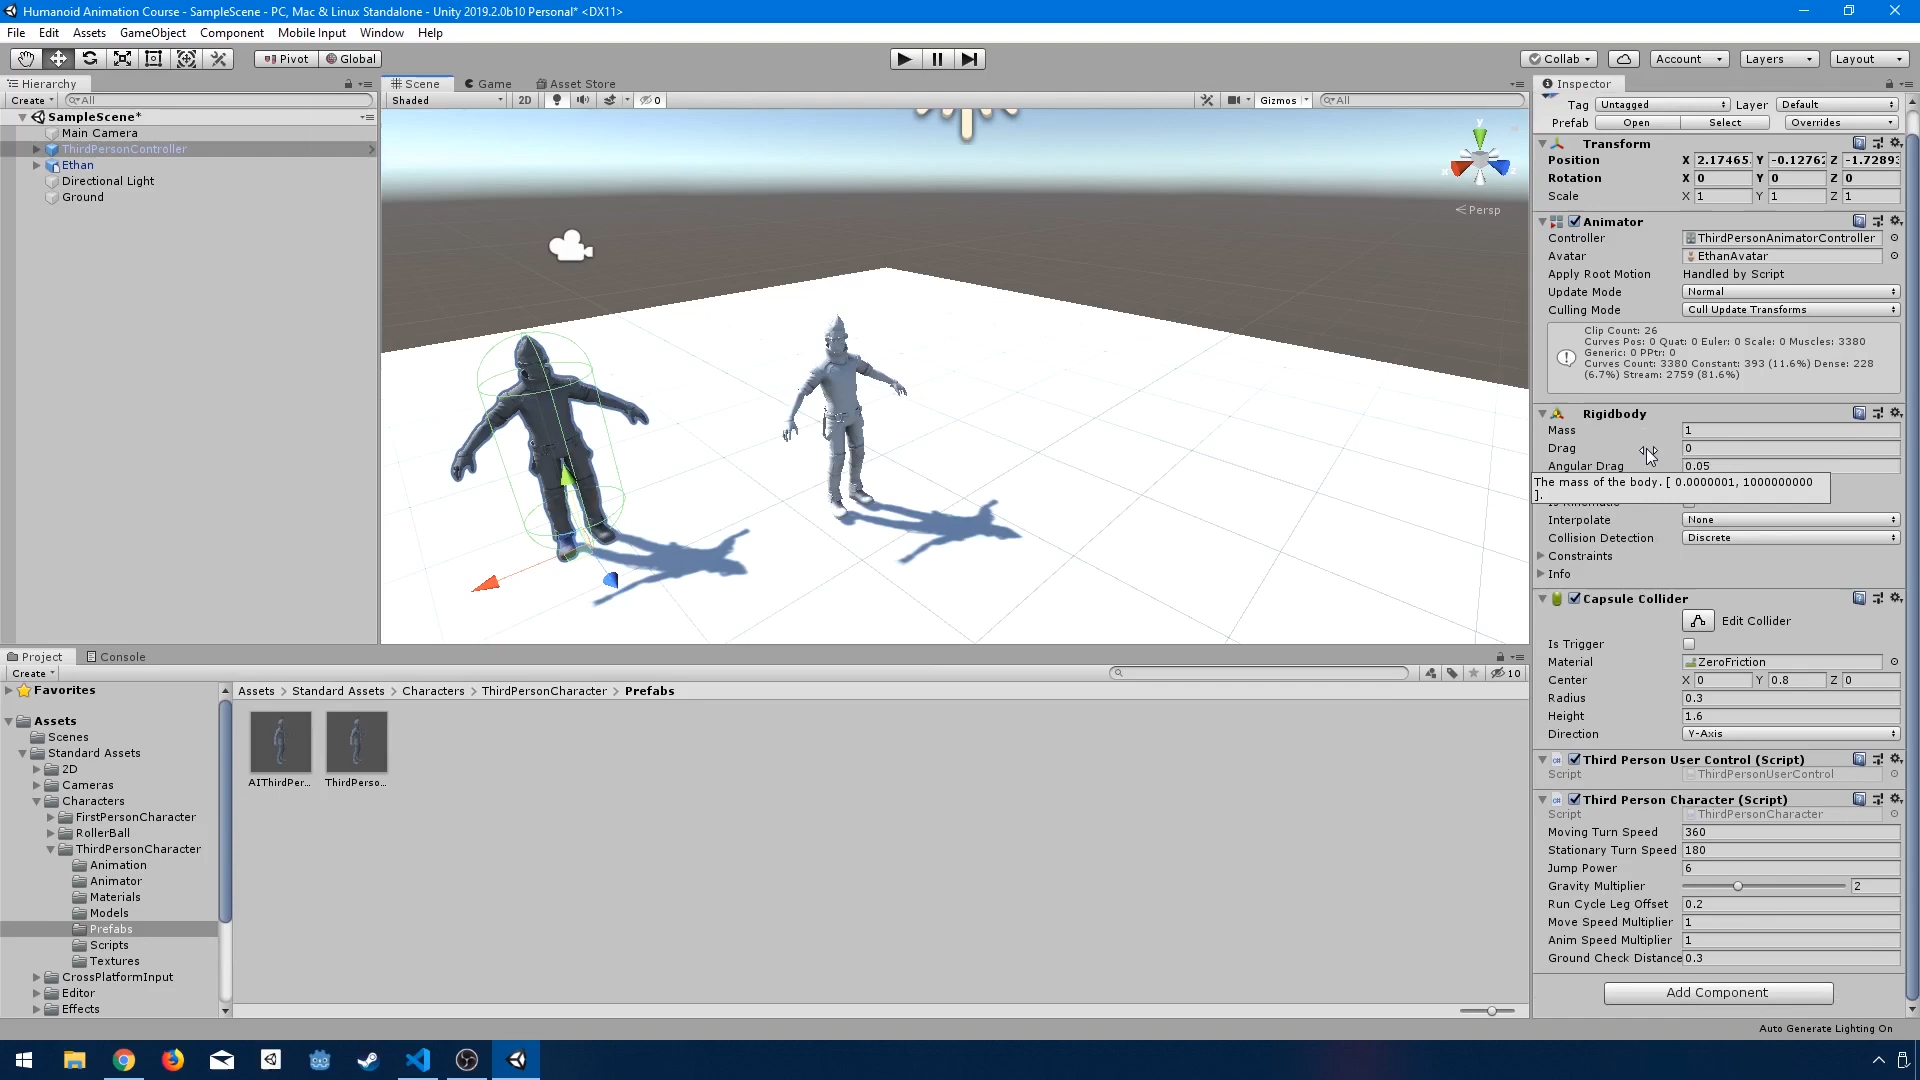 Humanoid Animation Course - SampleScene - PC, Mac & Linux Standalone - Unity 2019.2.0b10 Personal* <DX11>
File Edit Assets GameObject Component Mobile Input Window Help
Pivot Global
Collab Account Layers Layout
Hierarchy
Create All
SampleScene*
Main Camera
ThirdPersonController
Ethan
Directional Light
Ground
Scene Game Asset Store
Shaded 2D 0 Gizmos All
y
x
Persp
Inspector
Tag Untagged Layer Default
Prefab Open Select Overrides
Transform
Position X 2.17465 Y -0.12762 Z -1.72893
Rotation X 0 Y 0 Z 0
Scale X 1 Y 1 Z 1
Animator
Controller ThirdPersonAnimatorController
Avatar EthanAvatar
Apply Root Motion Handled by Script
Update Mode Normal
Culling Mode Cull Update Transforms
Clip Count: 26
Curves Pos: 0 Quat: 0 Euler: 0 Scale: 0 Muscles: 3380
Generic: 0 PPtr: 0
Curves Count: 3380 Constant: 393 (11.6%) Dense: 228
(6.7%) Stream: 2759 (81.6%)
Rigidbody
Mass 1
Drag 0
Angular Drag 0.05
The mass of the body. [ 0.0000001, 1000000000
].
Interpolate None
Collision Detection Discrete
Constraints
Info
Capsule Collider
Edit Collider
Is Trigger
Material ZeroFriction
Center X 0 Y 0.8 Z 0
Radius 0.3
Height 1.6
Direction Y-Axis
Third Person User Control (Script)
Script ThirdPersonUserControl
Third Person Character (Script)
Script ThirdPersonCharacter
Moving Turn Speed 360
Stationary Turn Speed 180
Jump Power 6
Gravity Multiplier 2
Run Cycle Leg Offset 0.2
Move Speed Multiplier 1
Anim Speed Multiplier 1
Ground Check Distance 0.3
Add Component
Auto Generate Lighting On
Project Console
Create 10
Favorites
Assets
Scenes
Standard Assets
2D
Cameras
Characters
FirstPersonCharacter
RollerBall
ThirdPersonCharacter
Animation
Animator
Materials
Models
Prefabs
Scripts
Textures
CrossPlatformInput
Editor
Effects
Assets > Standard Assets > Characters > ThirdPersonCharacter > Prefabs
AIThirdPer... ThirdPerso...